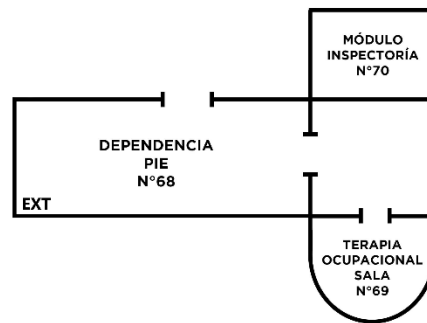 MÓDULO
INSPECTORÍA
N°70
DEPENDENCIA
PIE
N°68
EXT
TERAPIA
OCUPACIONAL
SALA
N°69